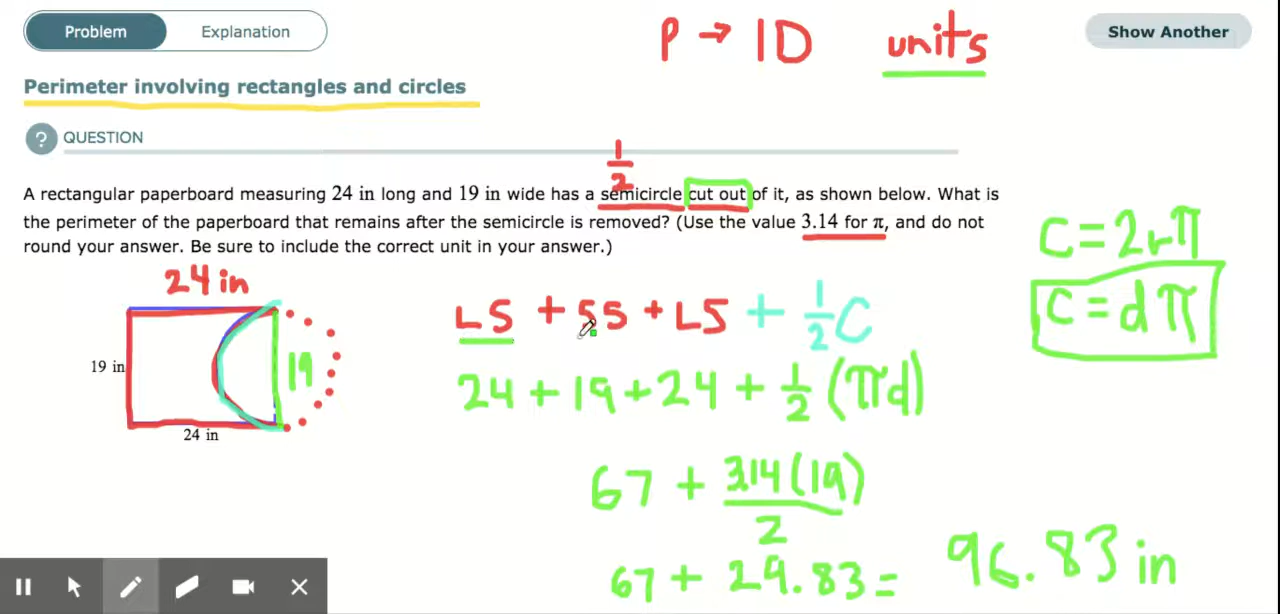 Problem Explanation P → 1D units Show Another
Perimeter involving rectangles and circles
? QUESTION
1/2
A rectangular paperboard measuring 24 in long and 19 in wide has a semicircle cut out of it, as shown below. What is
the perimeter of the paperboard that remains after the semicircle is removed? (Use the value 3.14 for π, and do not
round your answer. Be sure to include the correct unit in your answer.)
C = 2rπ
C = dπ
24 in
19 in
19
24 in
LS + SS + LS + 1/2 C
24 + 19 + 24 + 1/2 (πd)
67 + 3.14(19)/2
67 + 29.83 = 96.83 in